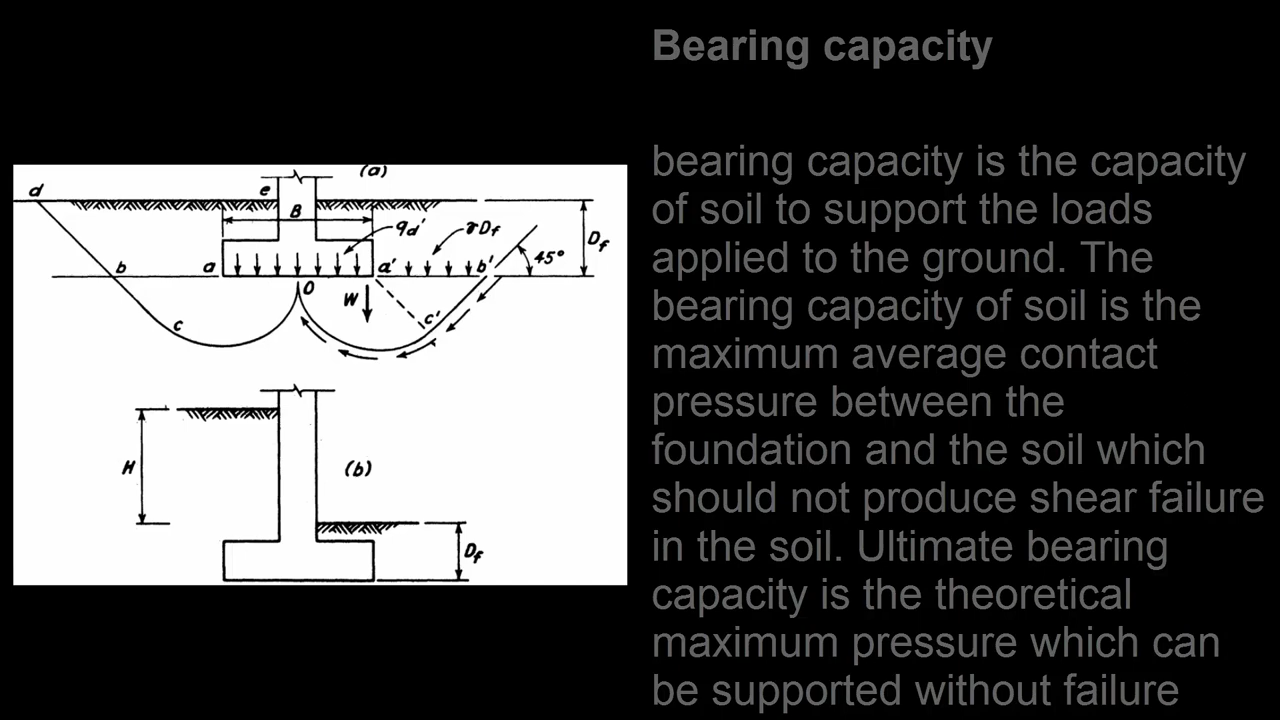 Bearing capacity
bearing capacity is the capacity
of soil to support the loads
applied to the ground. The
bearing capacity of soil is the
maximum average contact
pressure between the
foundation and the soil which
should not produce shear failure
in the soil. Ultimate bearing
capacity is the theoretical
maximum pressure which can
be supported without failure
(a)
d e
B
qd' γDf
Df
b a a' b' 45°
O
W
c c'
H (b)
Df